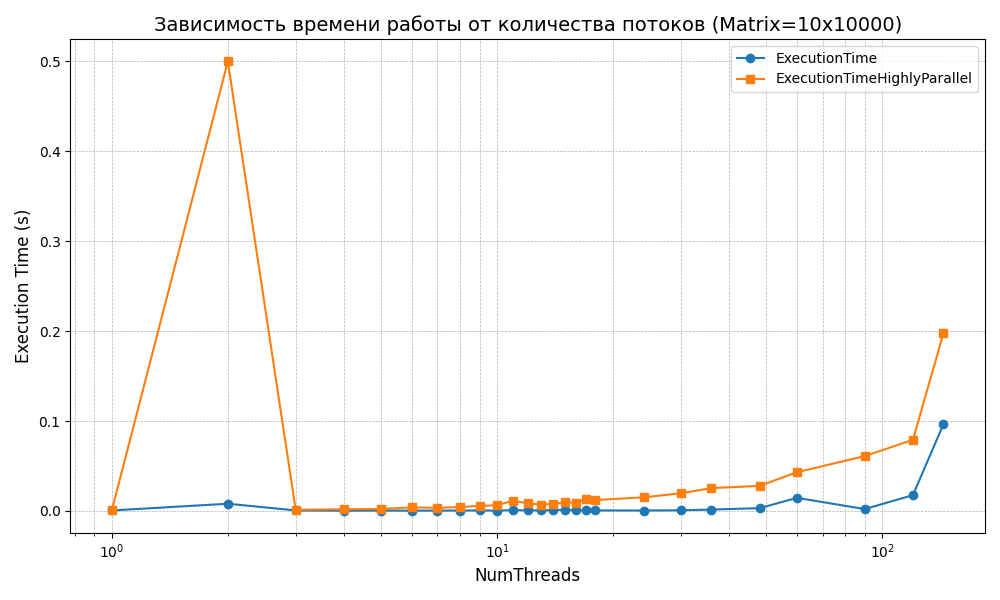 Зависимость времени работы от количества потоков (Matrix=10x10000)
ExecutionTime
ExecutionTimeHighlyParallel
Execution Time (s)
0.5
0.4
0.3
0.2
0.1
0.0
10⁰
10¹
10²
NumThreads